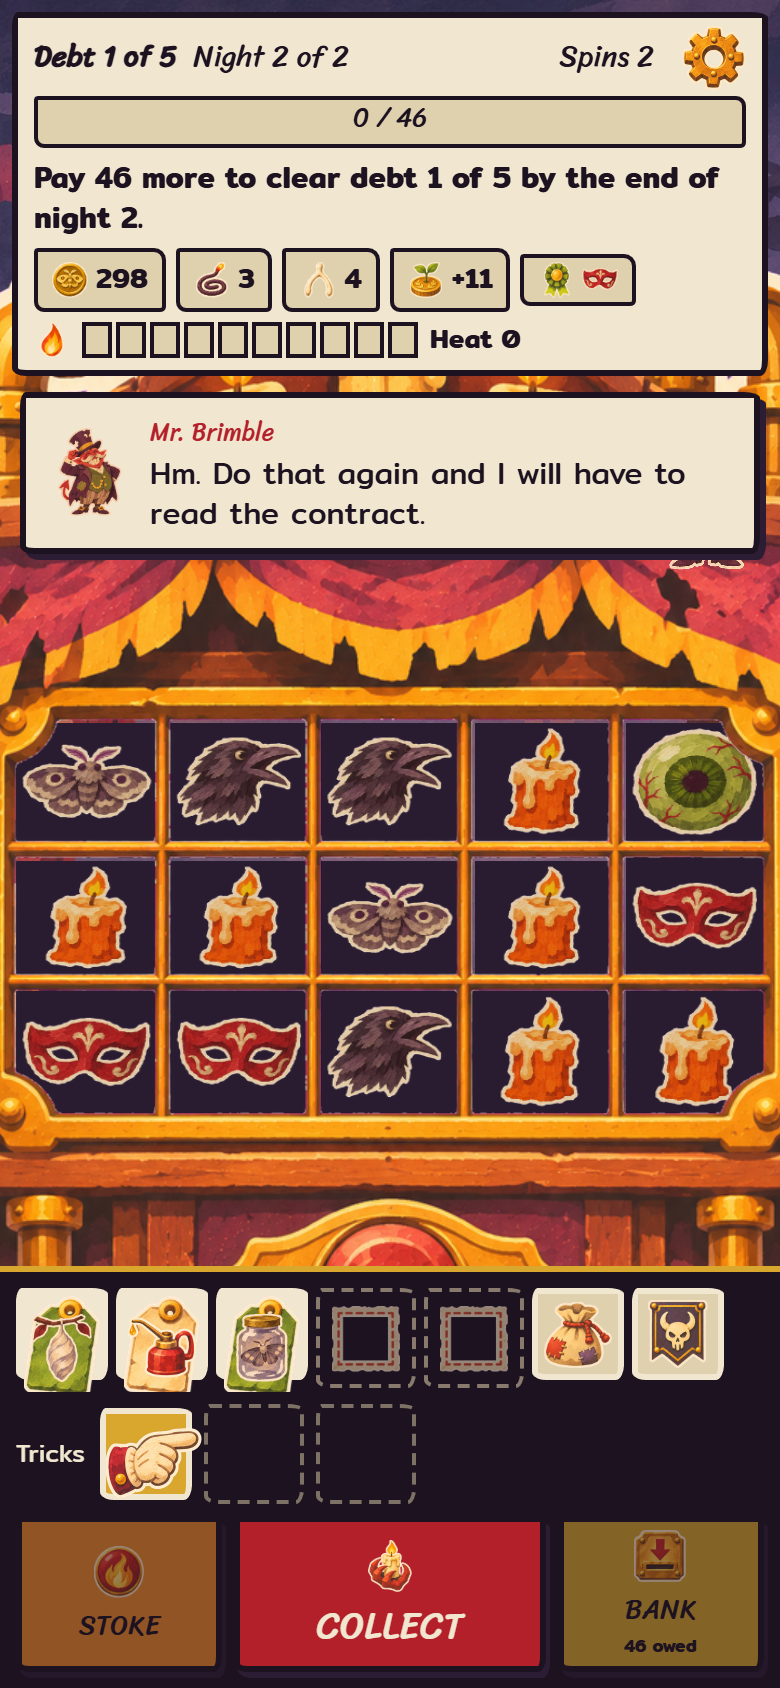 Debt 1 of 5 Night 2 of 2 Spins 2
0 / 46
Pay 46 more to clear debt 1 of 5 by the end of
night 2.
298 3 4 +11
Heat 0
Mr. Brimble
Hm. Do that again and I will have to
read the contract.
Tricks
STOKE COLLECT BANK
46 owed